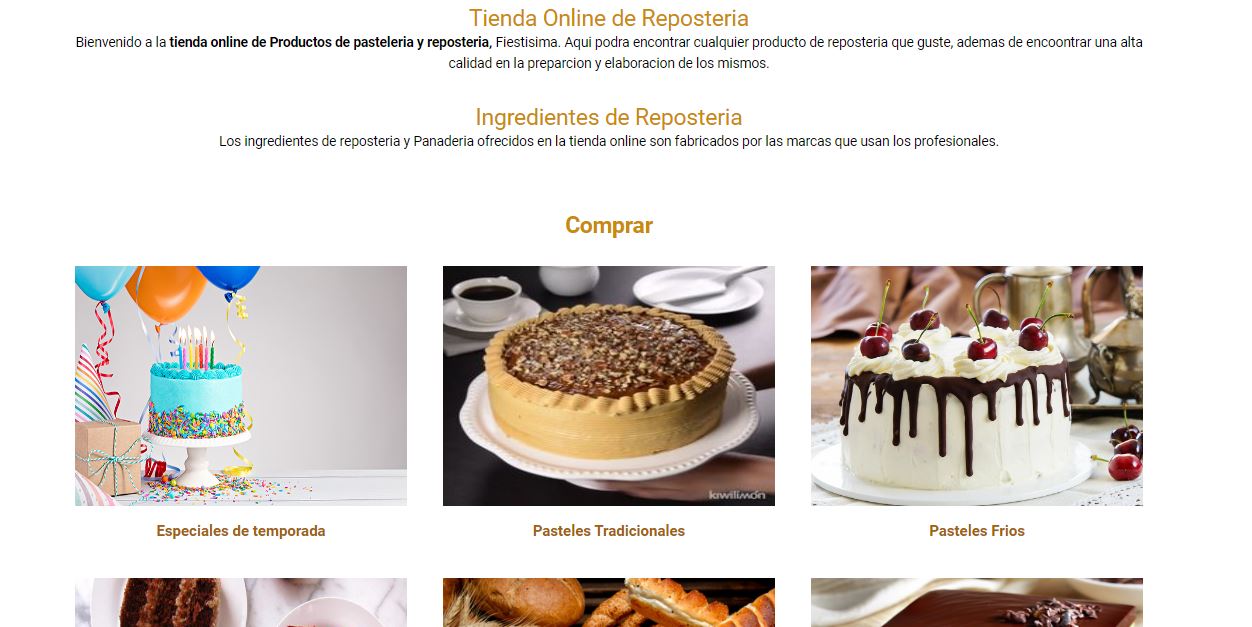 Tienda Online de Reposteria
Bienvenido a la tienda online de Productos de pasteleria y reposteria, Fiestisima. Aqui podra encontrar cualquier producto de reposteria que guste, ademas de encoontrar una alta
calidad en la preparcion y elaboracion de los mismos.
Ingredientes de Reposteria
Los ingredientes de reposteria y Panaderia ofrecidos en la tienda online son fabricados por las marcas que usan los profesionales.
Comprar
kiwilimón
Especiales de temporada
Pasteles Tradicionales
Pasteles Frios